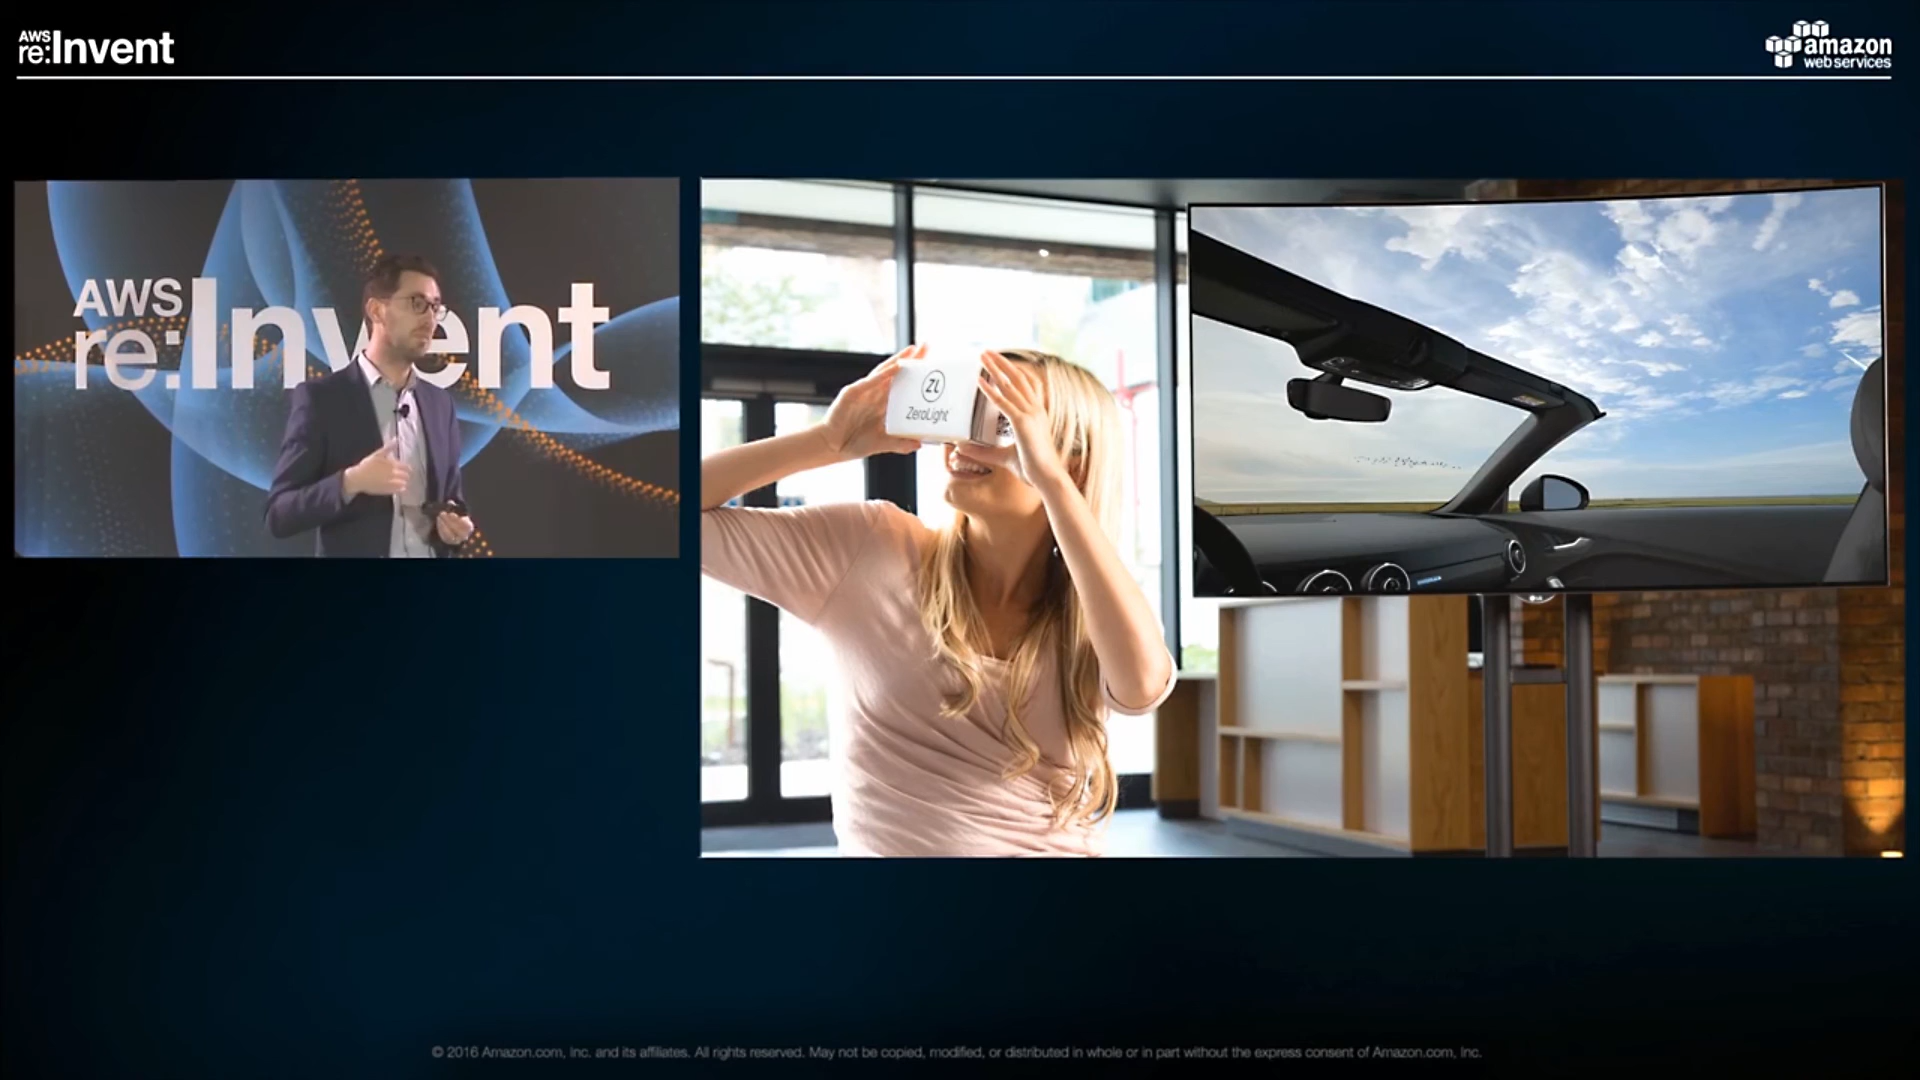 AWS
re:Invent
amazon
web services
AWS
re:Invent
ZL
ZeroLight
© 2016 Amazon.com, Inc. and its affiliates. All rights reserved. May not be copied, modified, or distributed in whole or in part without the express consent of Amazon.com, Inc.